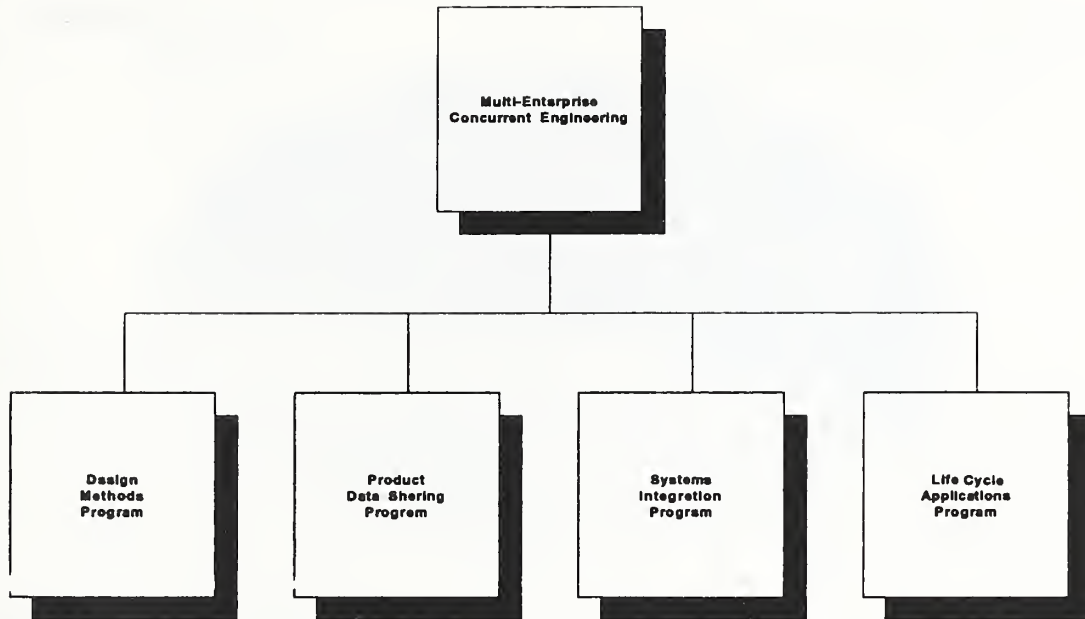 Multi-Enterprise
Concurrent Engineering
Design
Methods
Program
Product
Data Sharing
Program
Systems
Integration
Program
Life Cycle
Applications
Program